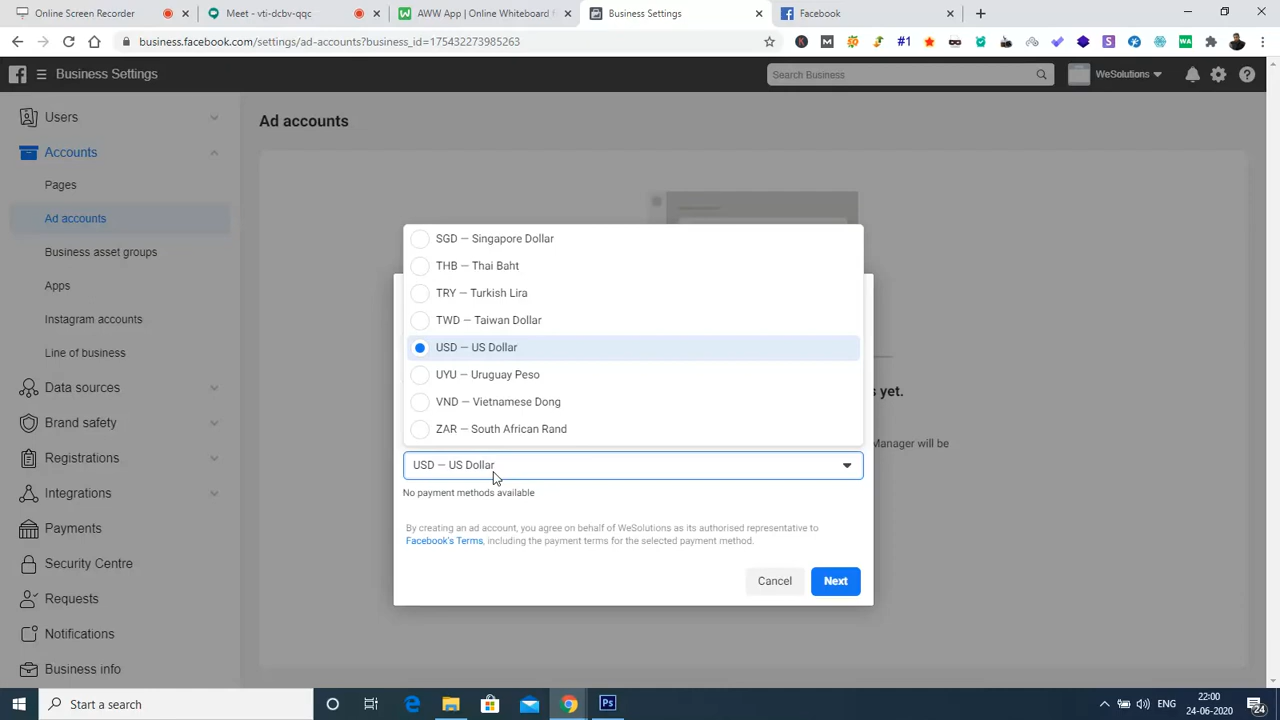 Online Screen Recorder
Meet - vti-dcbv-qqc
AWW App | Online Whiteboard f
Business Settings
Facebook
business.facebook.com/settings/ad-accounts?business_id=175432273985263
#1
Business Settings
Search Business
WeSolutions
Users
Accounts
Pages
Ad accounts
Business asset groups
Apps
Instagram accounts
Line of business
Data sources
Brand safety
Registrations
Integrations
Payments
Security Centre
Requests
Notifications
Business info
Ad accounts
SGD — Singapore Dollar
THB — Thai Baht
TRY — Turkish Lira
TWD — Taiwan Dollar
USD — US Dollar
UYU — Uruguay Peso
VND — Vietnamese Dong
ZAR — South African Rand
s yet.
Manager will be
USD — US Dollar
No payment methods available
By creating an ad account, you agree on behalf of WeSolutions as its authorised representative to
Facebook's Terms, including the payment terms for the selected payment method.
Cancel
Next
Start a search
ENG
22:00
24-06-2020
24